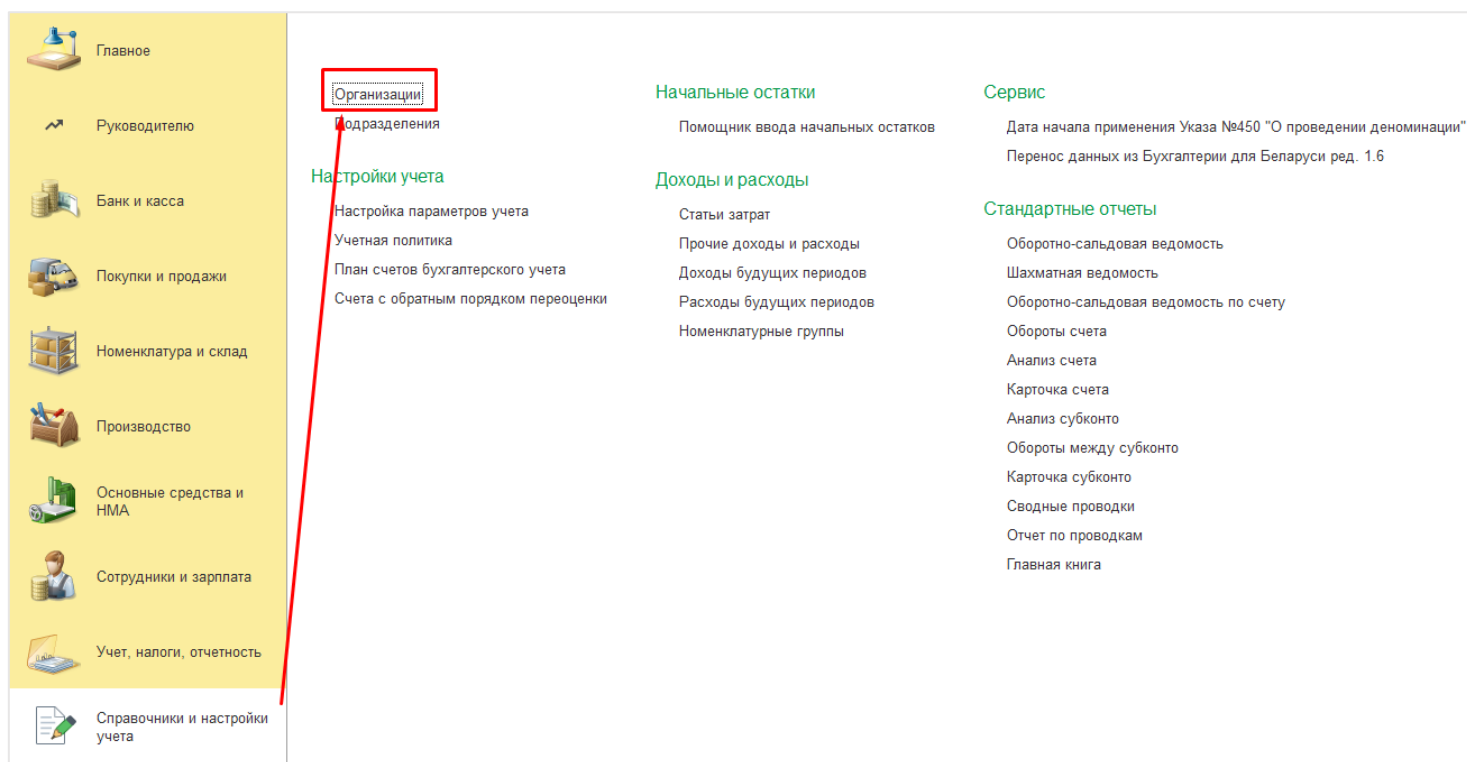 Главное
Руководителю
Банк и касса
Покупки и продажи
Номенклатура и склад
Производство
Основные средства и
НМА
Сотрудники и зарплата
Учет, налоги, отчетность
Справочники и настройки
учета
Организации
Подразделения
Настройки учета
Настройка параметров учета
Учетная политика
План счетов бухгалтерского учета
Счета с обратным порядком переоценки
Начальные остатки
Помощник ввода начальных остатков
Доходы и расходы
Статьи затрат
Прочие доходы и расходы
Доходы будущих периодов
Расходы будущих периодов
Номенклатурные группы
Сервис
Дата начала применения Указа №450 "О проведении деноминации"
Перенос данных из Бухгалтерии для Беларуси ред. 1.6
Стандартные отчеты
Оборотно-сальдовая ведомость
Шахматная ведомость
Оборотно-сальдовая ведомость по счету
Обороты счета
Анализ счета
Карточка счета
Анализ субконто
Обороты между субконто
Карточка субконто
Сводные проводки
Отчет по проводкам
Главная книга